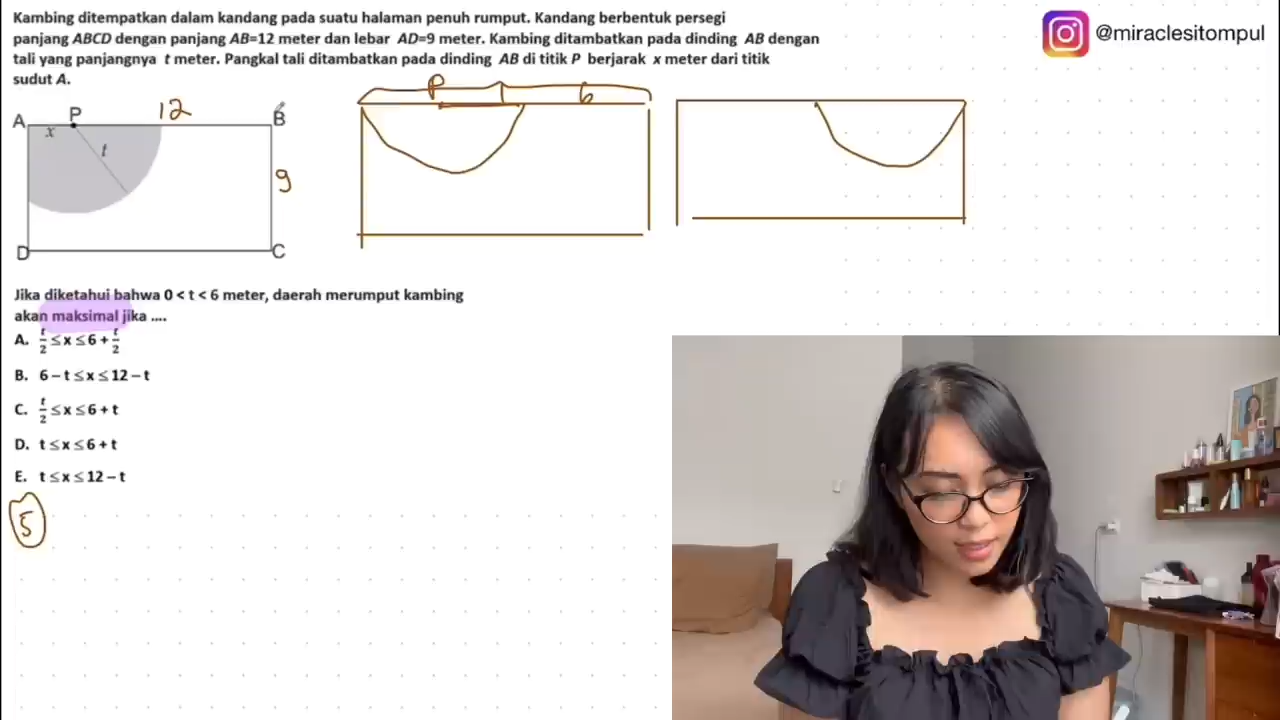 Kambing ditempatkan dalam kandang pada suatu halaman penuh rumput. Kandang berbentuk persegi
panjang ABCD dengan panjang AB=12 meter dan lebar AD=9 meter. Kambing ditambatkan pada dinding AB dengan
tali yang panjangnya t meter. Pangkal tali ditambatkan pada dinding AB di titik P berjarak x meter dari titik
sudut A.
@miraclesitompul
A
P
12
B
x
t
9
D
C
P
6
Jika diketahui bahwa 0 < t < 6 meter, daerah merumput kambing
akan maksimal jika ....
A. t/2 ≤ x ≤ 6 + t/2
B. 6 – t ≤ x ≤ 12 – t
C. t/2 ≤ x ≤ 6 + t
D. t ≤ x ≤ 6 + t
E. t ≤ x ≤ 12 – t
5